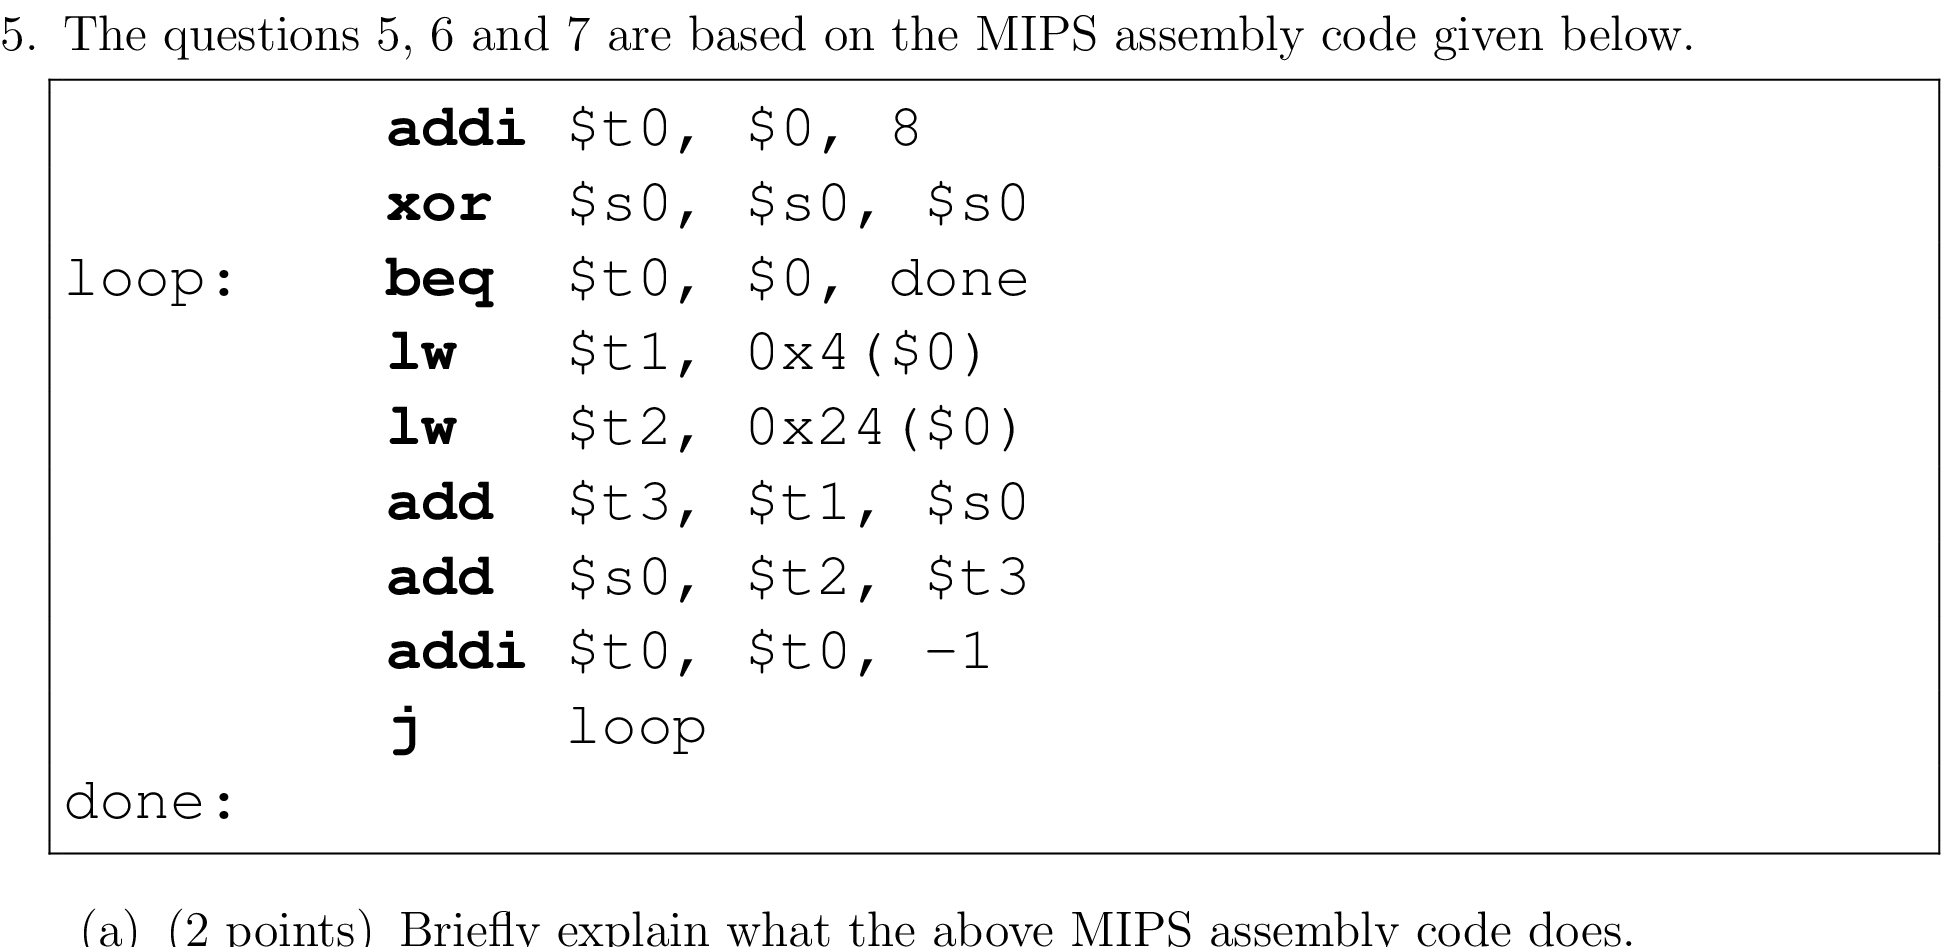 5. The questions 5, 6 and 7 are based on the MIPS assembly code given below.
addi $t0, $0, 8
xor $s0, $s0, $s0
loop: beq $t0, $0, done
lw $t1, 0x4($0)
lw $t2, 0x24($0)
add $t3, $t1, $s0
add $s0, $t2, $t3
addi $t0, $t0, -1
j loop
done:
(a) (2 points) Briefly explain what the above MIPS assembly code does.